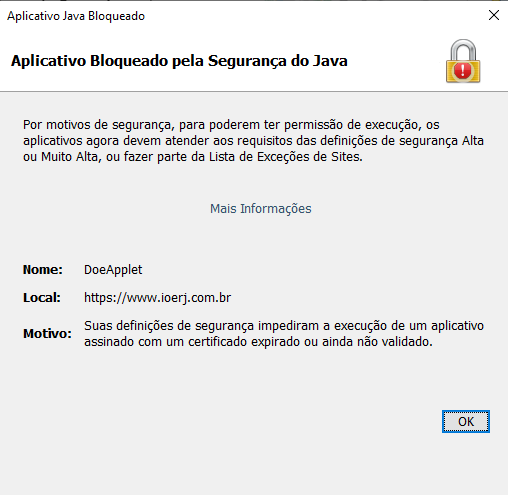 Aplicativo Java Bloqueado
Aplicativo Bloqueado pela Segurança do Java
Por motivos de segurança, para poderem ter permissão de execução, os
aplicativos agora devem atender aos requisitos das definições de segurança Alta
ou Muito Alta, ou fazer parte da Lista de Exceções de Sites.
Mais Informações
Nome: DoeApplet
Local: https://www.ioerj.com.br
Motivo: Suas definições de segurança impediram a execução de um aplicativo
assinado com um certificado expirado ou ainda não validado.
OK